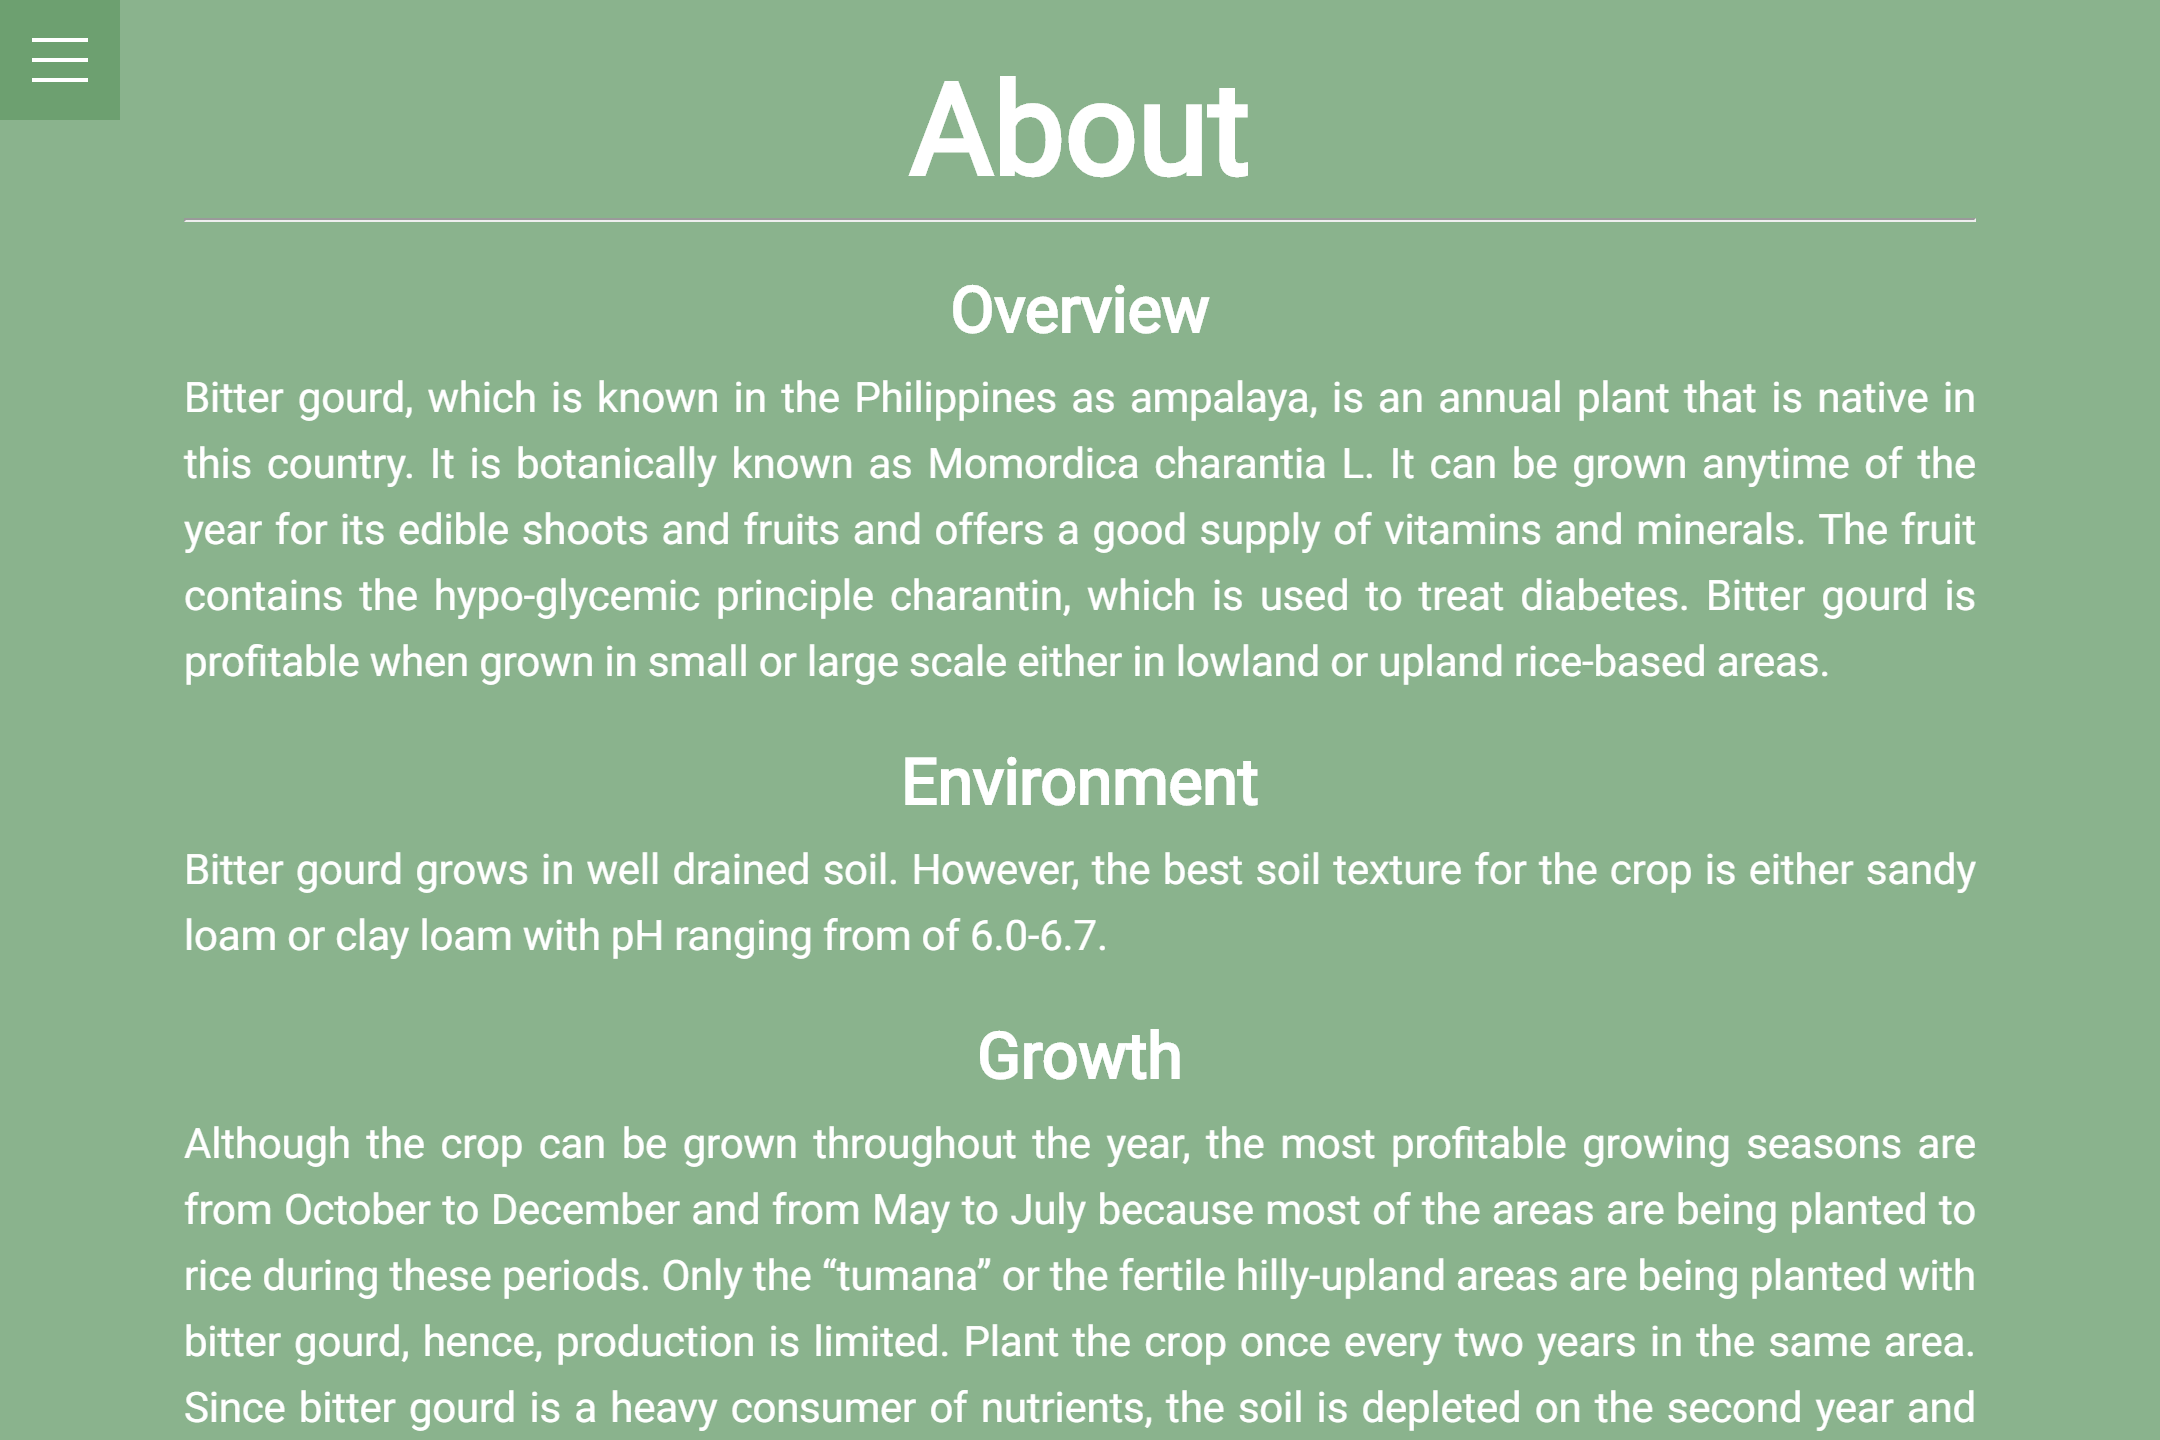 About
Overview
Bitter gourd, which is known in the Philippines as ampalaya, is an annual plant that is native in
this country. It is botanically known as Momordica charantia L. It can be grown anytime of the
year for its edible shoots and fruits and offers a good supply of vitamins and minerals. The fruit
contains the hypo-glycemic principle charantin, which is used to treat diabetes. Bitter gourd is
profitable when grown in small or large scale either in lowland or upland rice-based areas.
Environment
Bitter gourd grows in well drained soil. However, the best soil texture for the crop is either sandy
loam or clay loam with pH ranging from of 6.0-6.7.
Growth
Although the crop can be grown throughout the year, the most profitable growing seasons are
from October to December and from May to July because most of the areas are being planted to
rice during these periods. Only the “tumana” or the fertile hilly-upland areas are being planted with
bitter gourd, hence, production is limited. Plant the crop once every two years in the same area.
Since bitter gourd is a heavy consumer of nutrients, the soil is depleted on the second year and